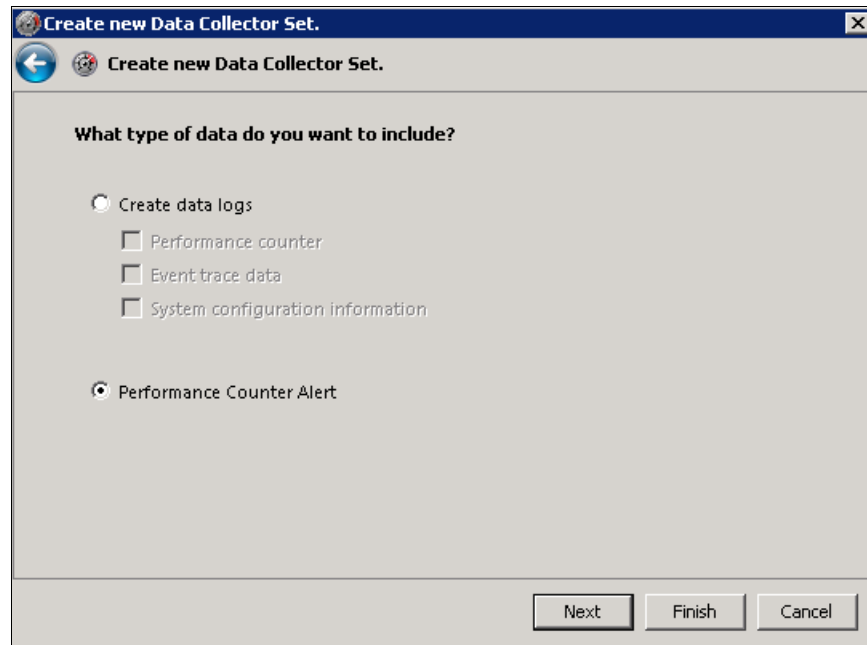 Create new Data Collector Set.
Create new Data Collector Set.
What type of data do you want to include?
Create data logs
Performance counter
Event trace data
System configuration information
Performance Counter Alert
Next Finish Cancel